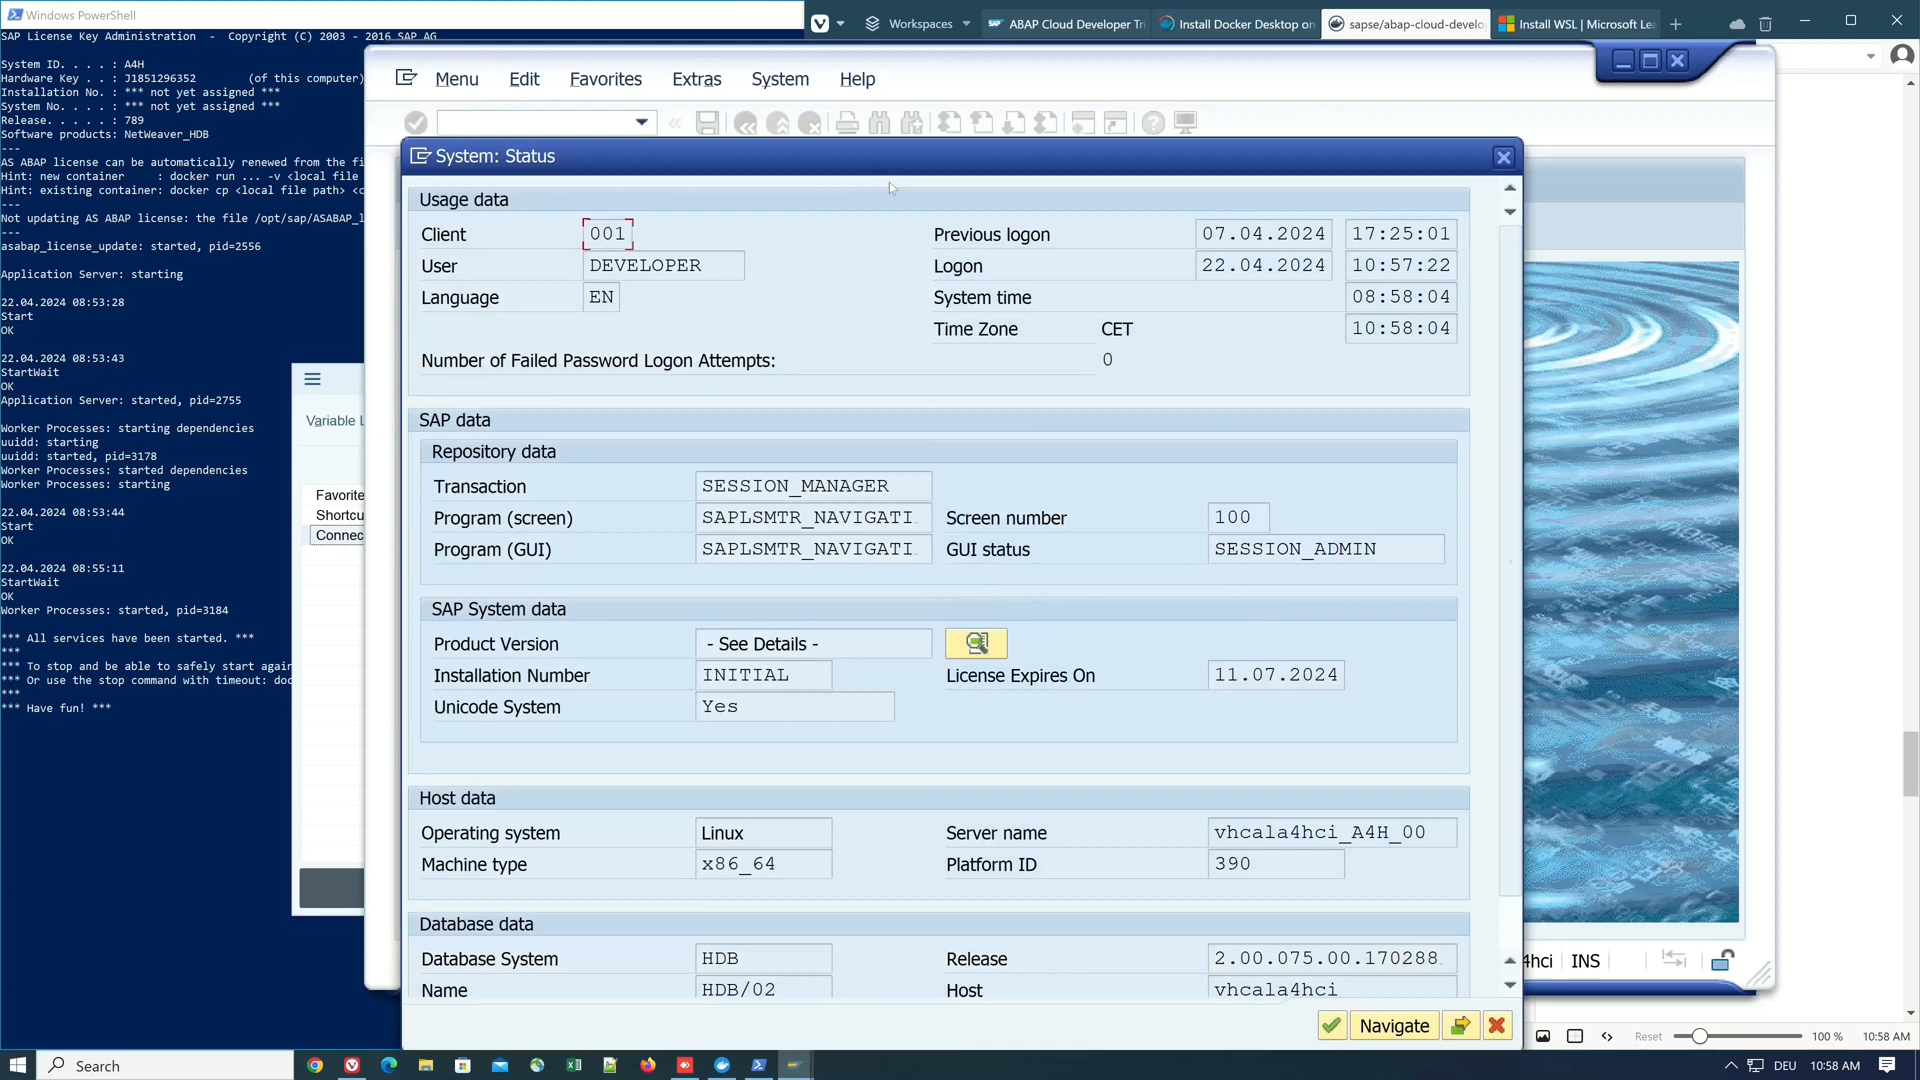 Windows PowerShell
Workspaces
ABAP Cloud Developer Tri
Install Docker Desktop on
sapse/abap-cloud-develo
Install WSL | Microsoft Lea
SAP License Key Administration - Copyright (C) 2003 - 2016 SAP AG
System ID. . . . : A4H
Hardware Key . . : J1851296352 (of this computer)
Installation No. : *** not yet assigned ***
System No. . . . : *** not yet assigned ***
Release. . . . . : 789
Software products: NetWeaver_HDB
---
AS ABAP license can be automatically renewed from the fi
Hint: new container : docker run ... -v <local file
Hint: existing container: docker cp <local file path> <c
---
Not updating AS ABAP license: the file /opt/sap/ASABAP_l
---
asabap_license_update: started, pid=2556
Application Server: starting
22.04.2024 08:53:28
Start
OK
22.04.2024 08:53:43
StartWait
OK
Application Server: started, pid=2755
Worker Processes: starting dependencies
uuidd: starting
uuidd: started, pid=3178
Worker Processes: started dependencies
Worker Processes: starting
22.04.2024 08:53:44
Start
OK
22.04.2024 08:55:11
StartWait
OK
Worker Processes: started, pid=3184
*** All services have been started. ***
***
*** To stop and be able to safely start again
*** Or use the stop command with timeout: doc
***
*** Have fun! ***
Variable L
Favorite
Shortcu
Connec
Menu Edit Favorites Extras System Help
System: Status
Usage data
Client 001 Previous logon 07.04.2024 17:25:01
User DEVELOPER Logon 22.04.2024 10:57:22
Language EN System time 08:58:04
Time Zone CET 10:58:04
Number of Failed Password Logon Attempts: 0
SAP data
Repository data
Transaction SESSION_MANAGER
Program (screen) SAPLSMTR_NAVIGATI Screen number 100
Program (GUI) SAPLSMTR_NAVIGATI GUI status SESSION_ADMIN
SAP System data
Product Version - See Details -
Installation Number INITIAL License Expires On 11.07.2024
Unicode System Yes
Host data
Operating system Linux Server name vhcala4hci_A4H_00
Machine type x86_64 Platform ID 390
Database data
Database System HDB Release 2.00.075.00.170288
Name HDB/02 Host vhcala4hci
Navigate
4hci INS
Reset 100 % 10:58 AM
Search
DEU 10:58 AM